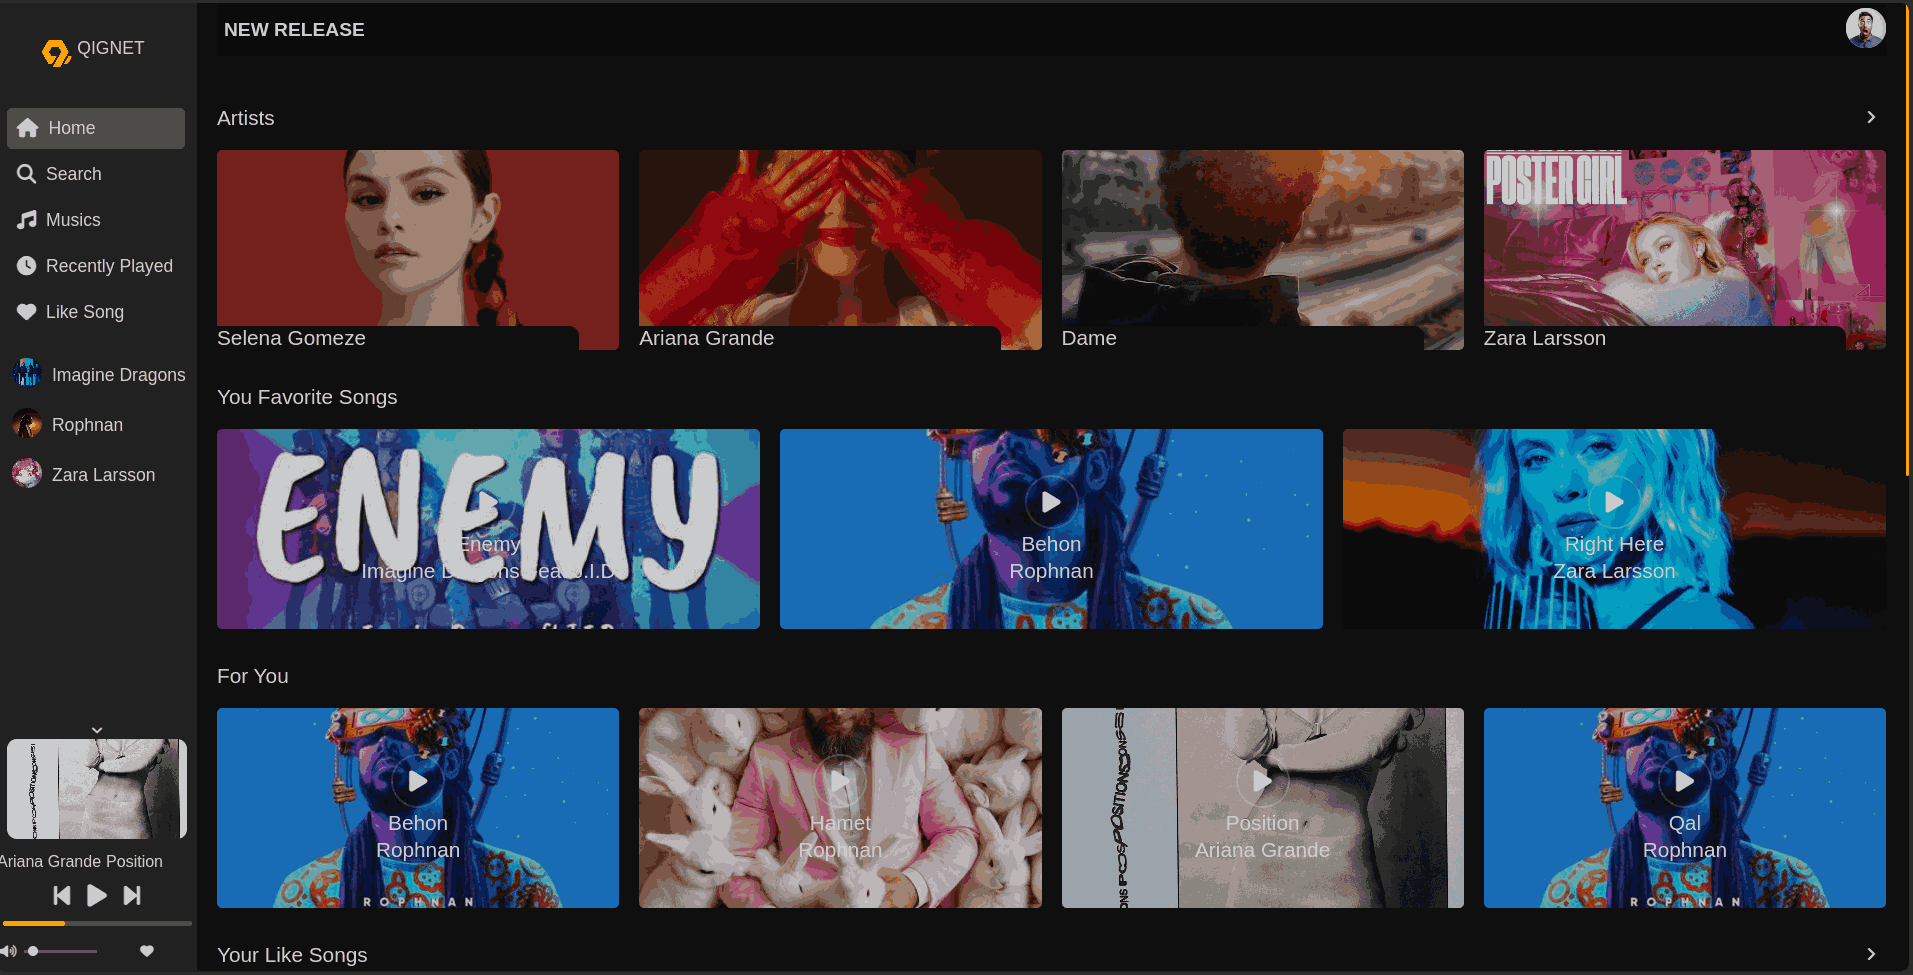 QIGNET
Home
Search
Musics
Recently Played
Like Song
Imagine Dragons
Rophnan
Zara Larsson
Ariana Grande Position
NEW RELEASE
Artists
POSTER GIRL
Selena Gomeze
Ariana Grande
Dame
Zara Larsson
You Favorite Songs
ENEMY
Enemy
Imagine Dragons Feat J.I.D
Behon
Rophnan
Right Here
Zara Larsson
For You
Behon
Rophnan
ROPHNAN
Hamet
Rophnan
POSITIONS
Position
Ariana Grande
Qal
Rophnan
ROPHNAN
Your Like Songs